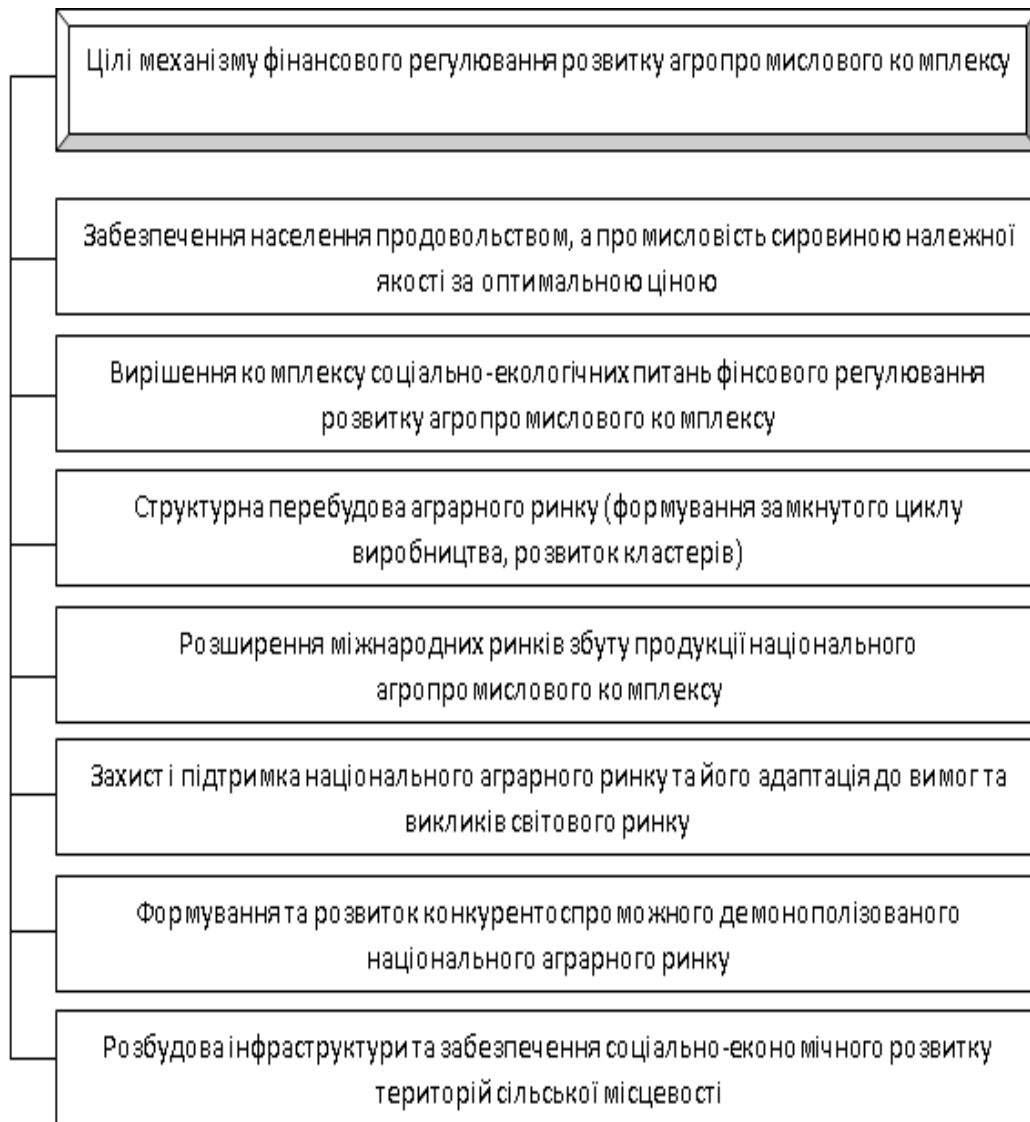 Цілі механізму фінансового регулювання розвитку агропромислового комплексу
Забезпечення населення продовольством, а промисловість сировиною належної
якості за оптимальною ціною
Вирішення комплексу соціально-екологічних питань фінсового регулювання
розвитку агропромислового комплексу
Структурна перебудова аграрного ринку (формування замкнутого циклу
виробництва, розвиток кластерів)
Розширення міжнародних ринків збуту продукції національного
агропромислового комплексу
Захист і підтримка національного аграрного ринку та його адаптація до вимог та
викликів світового ринку
Формування та розвиток конкурентоспроможного демонополізованого
національного аграрного ринку
Розбудова інфраструктури та забезпечення соціально-економічного розвитку
територій сільської місцевості